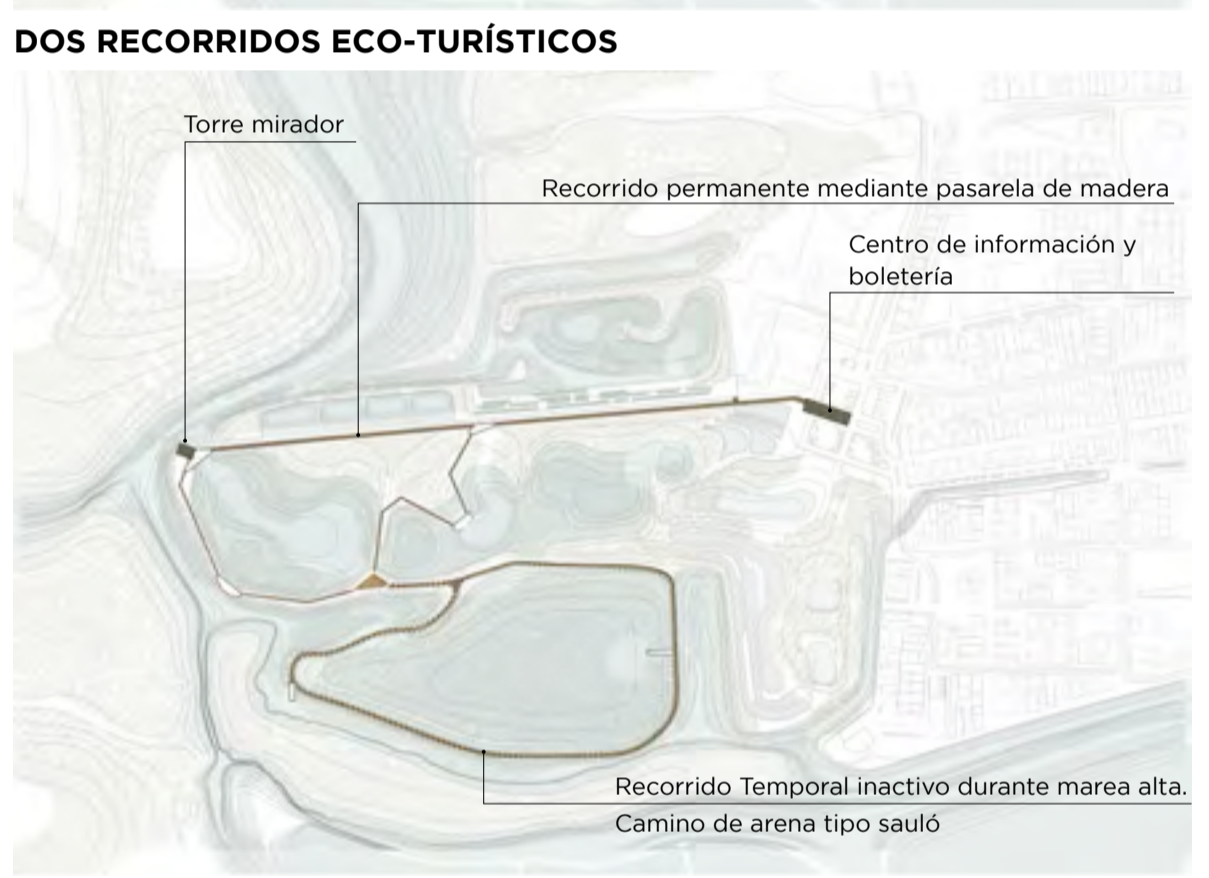 DOS RECORRIDOS ECO-TURÍSTICOS
Torre mirador
Recorrido permanente mediante pasarela de madera
Centro de información y
boletería
Recorrido Temporal inactivo durante marea alta.
Camino de arena tipo sauló